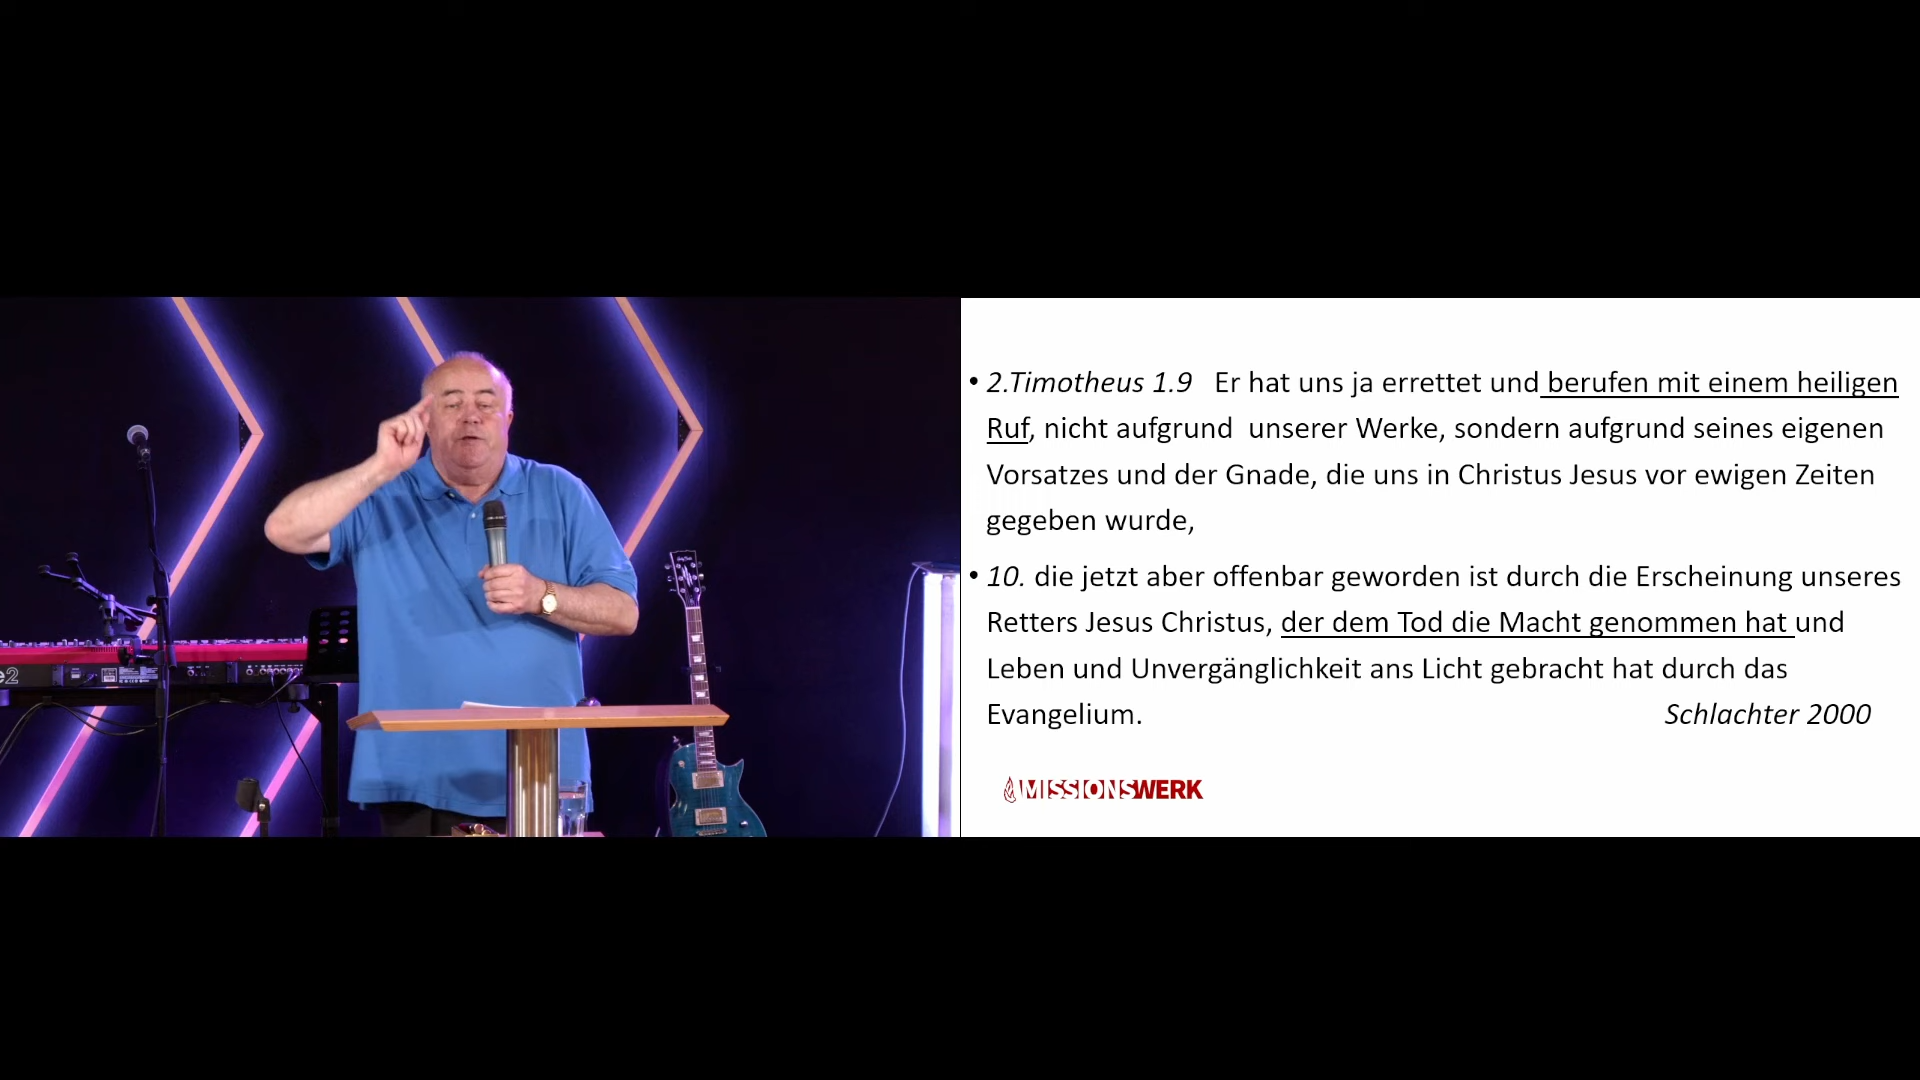 • 2.Timotheus 1.9 Er hat uns ja errettet und berufen mit einem heiligen
Ruf, nicht aufgrund unserer Werke, sondern aufgrund seines eigenen
Vorsatzes und der Gnade, die uns in Christus Jesus vor ewigen Zeiten
gegeben wurde,
• 10. die jetzt aber offenbar geworden ist durch die Erscheinung unseres
Retters Jesus Christus, der dem Tod die Macht genommen hat und
Leben und Unvergänglichkeit ans Licht gebracht hat durch das
Evangelium. Schlachter 2000
MISSIONSWERK